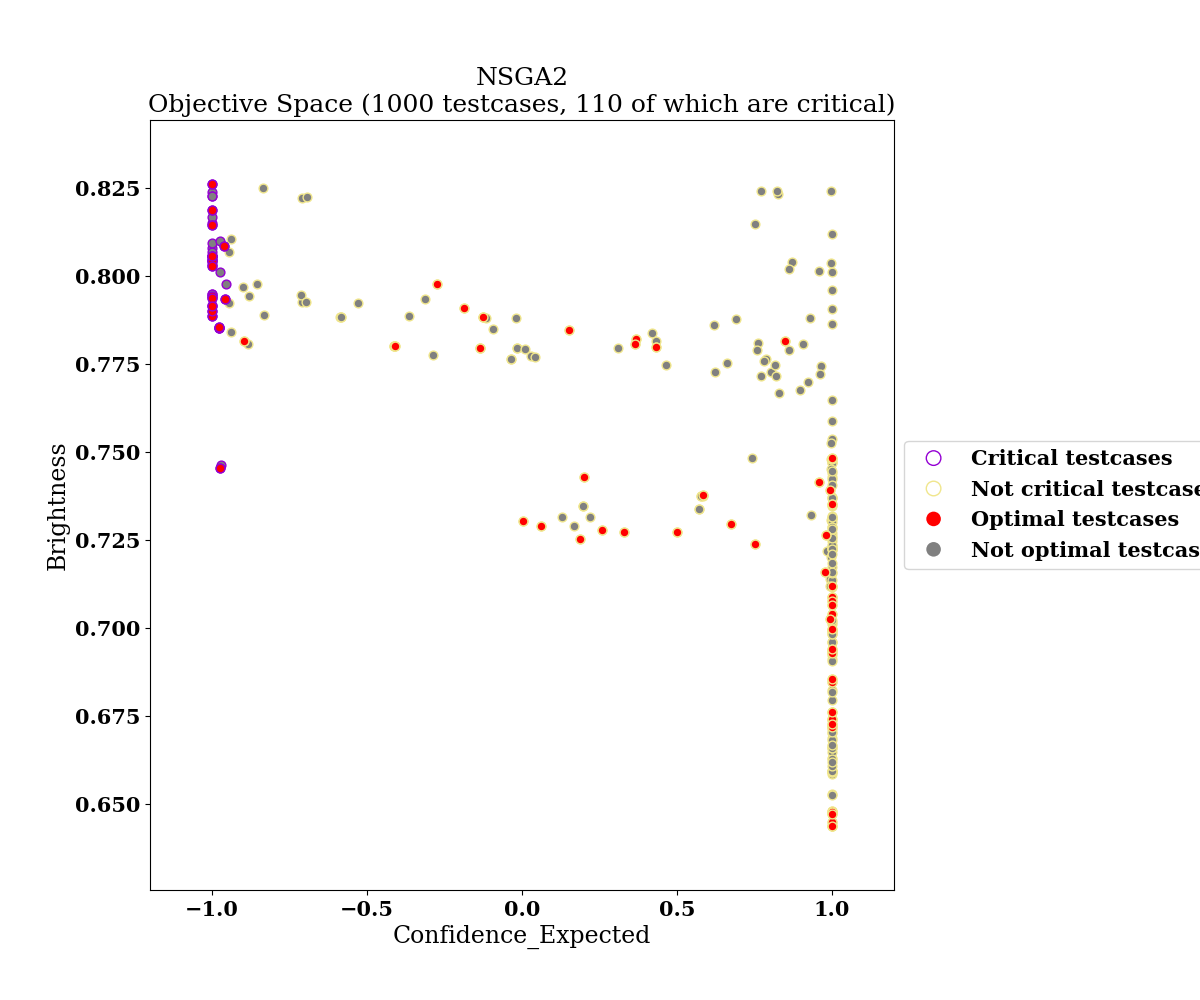 NSGA2
Objective Space (1000 testcases, 110 of which are critical)
0.825
0.800
0.775
0.750
0.725
0.700
0.675
0.650
Brightness
−1.0
−0.5
0.0
0.5
1.0
Confidence_Expected
Critical testcases
Not critical testcase
Optimal testcases
Not optimal testcas